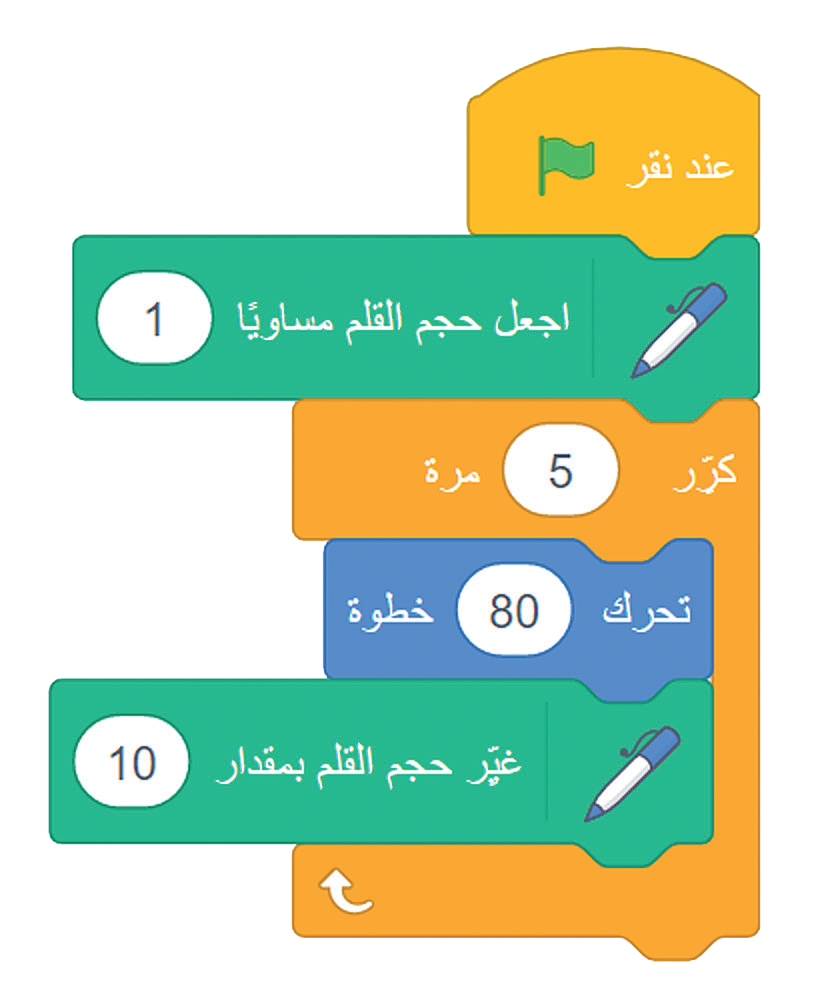 عند نقر
اجعل حجم القلم مساويًا 1
كرّر 5 مرة
تحرك 80 خطوة
غيّر حجم القلم بمقدار 10